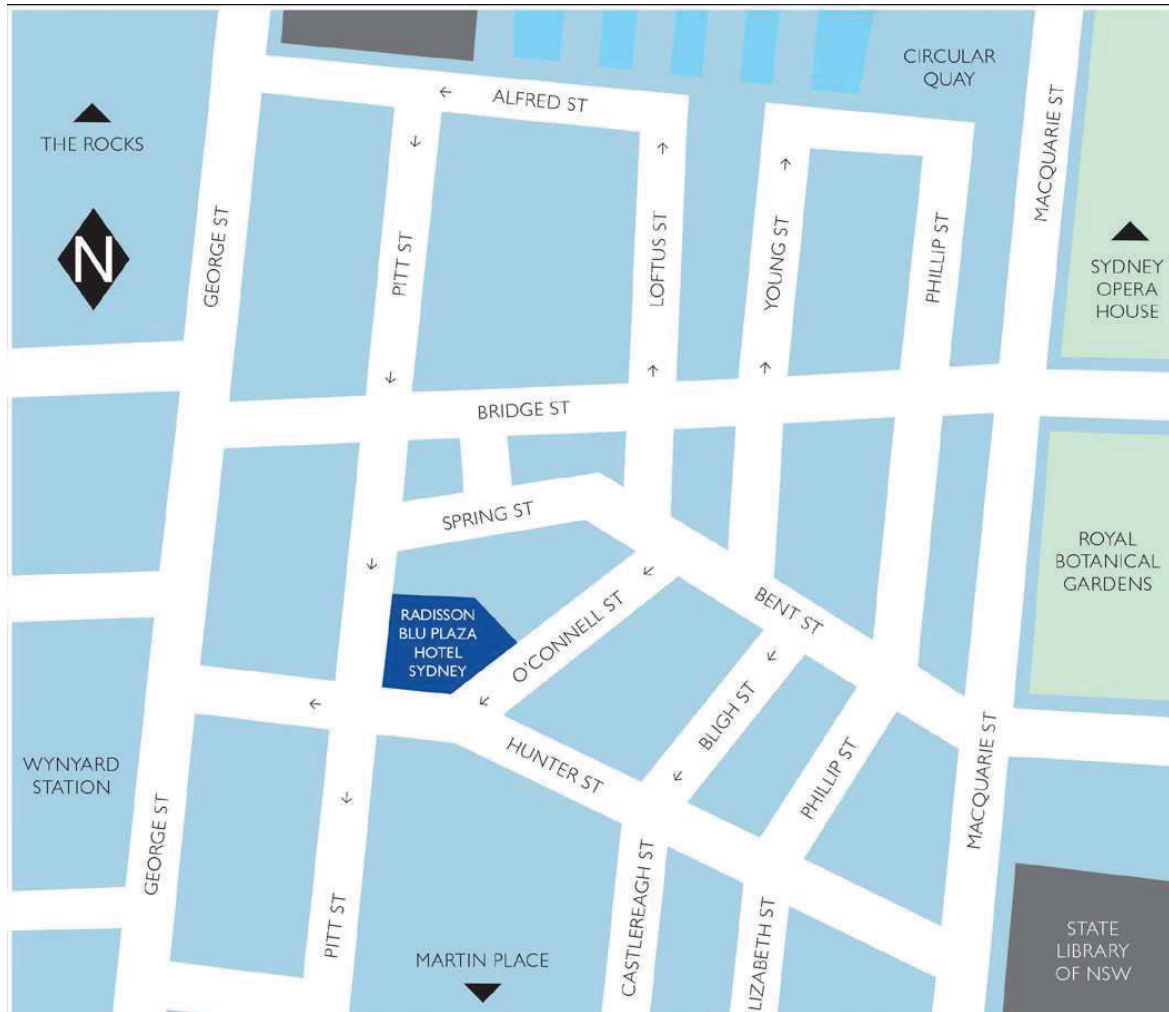 CIRCULAR
QUAY
ALFRED ST
THE ROCKS
MACQUARIE ST
N
GEORGE ST
PITT ST
LOFTUS ST
YOUNG ST
PHILLIP ST
SYDNEY
OPERA
HOUSE
BRIDGE ST
SPRING ST
ROYAL
BOTANICAL
GARDENS
RADISSON
BLU PLAZA
HOTEL
SYDNEY
O'CONNELL ST
BENT ST
BLIGH ST
HUNTER ST
PHILLIP ST
MACQUARIE ST
WYNYARD
STATION
GEORGE ST
PITT ST
CASTLEREAGH ST
LIZABETH ST
MARTIN PLACE
STATE
LIBRARY
OF NSW